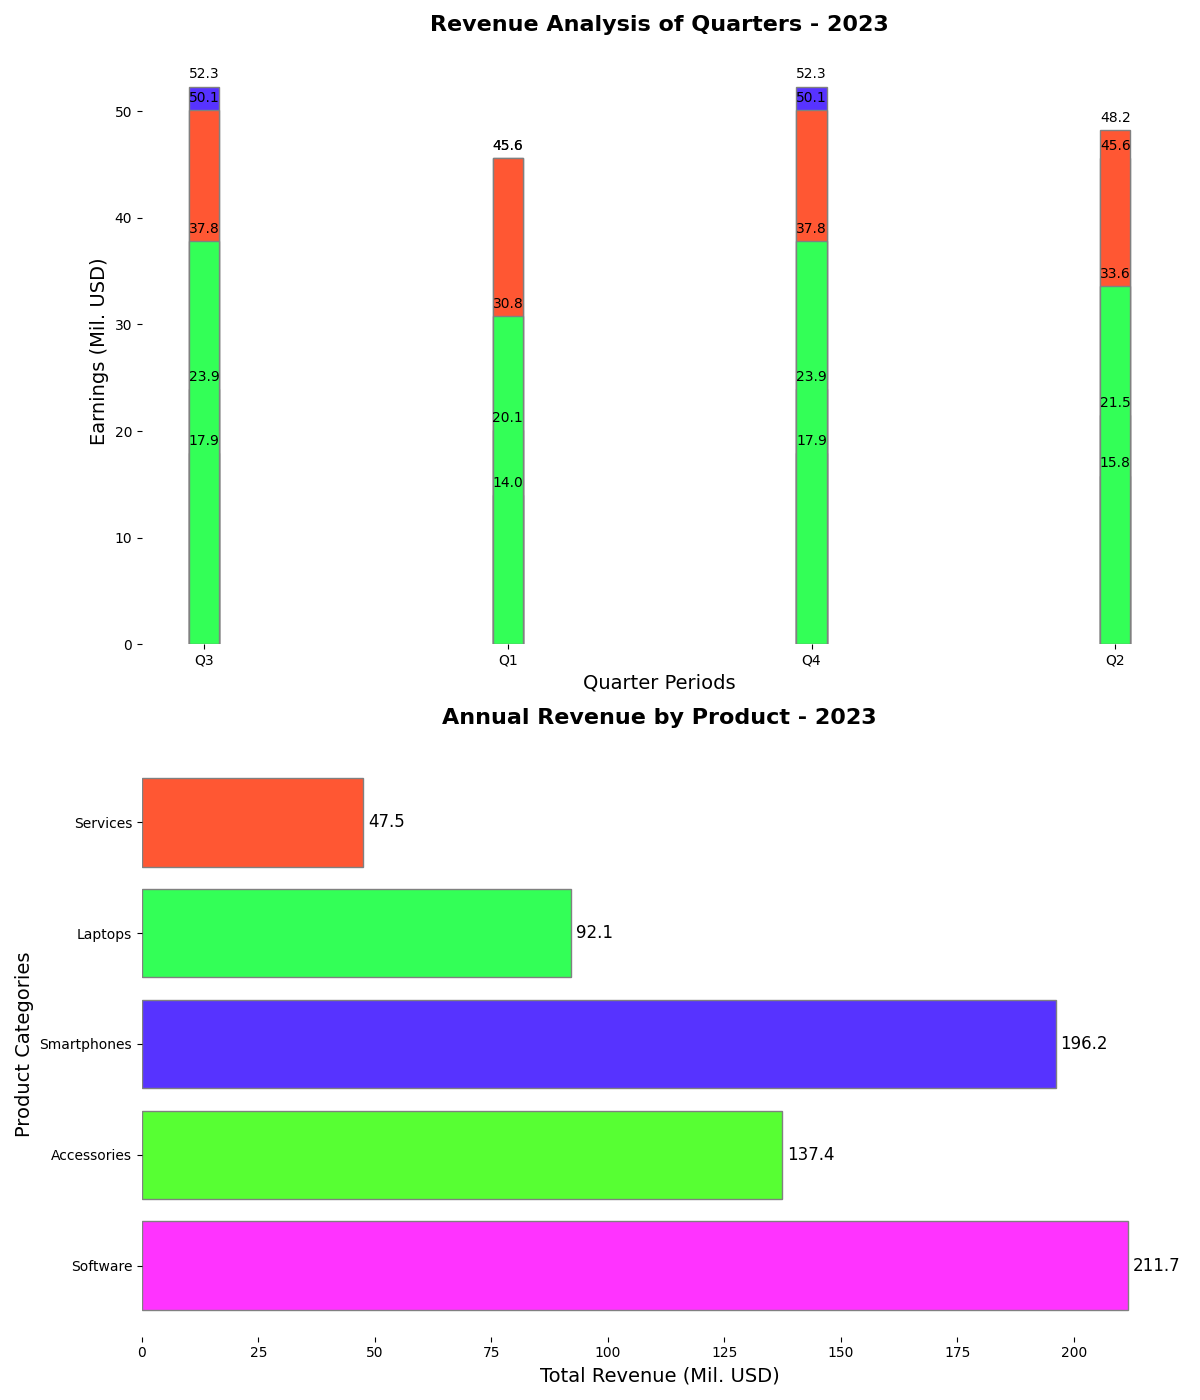 Revenue Analysis of Quarters - 2023
52.3
50.1
37.8
23.9
17.9
45.6
30.8
20.1
14.0
52.3
50.1
37.8
23.9
17.9
48.2
45.6
33.6
21.5
15.8
50
40
30
20
10
0
Earnings (Mil. USD)
Q3 Q1 Q4 Q2
Quarter Periods
Annual Revenue by Product - 2023
Product Categories
Services 47.5
Laptops 92.1
Smartphones 196.2
Accessories 137.4
Software 211.7
0 25 50 75 100 125 150 175 200
Total Revenue (Mil. USD)